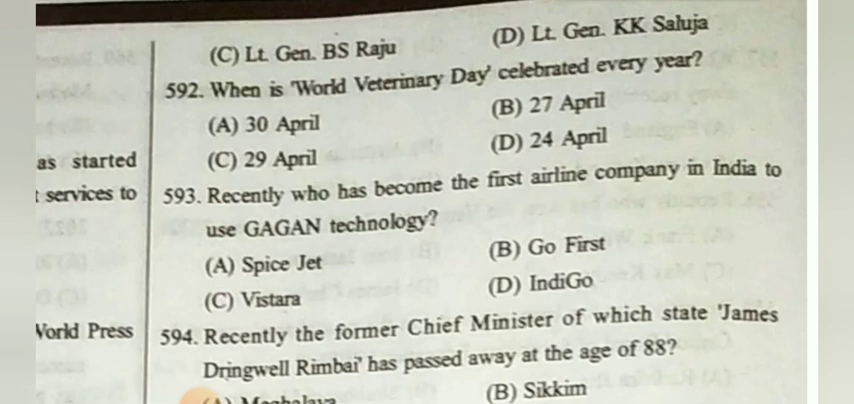 (C) Lt. Gen. BS Raju (D) Lt. Gen. KK Saluja
592. When is 'World Veterinary Day' celebrated every year?
(A) 30 April (B) 27 April
(C) 29 April (D) 24 April
as started
services to
593. Recently who has become the first airline company in India to
use GAGAN technology?
(A) Spice Jet (B) Go First
(C) Vistara (D) IndiGo
World Press
594. Recently the former Chief Minister of which state 'James
Dringwell Rimbai' has passed away at the age of 88?
(A) Meghalaya (B) Sikkim